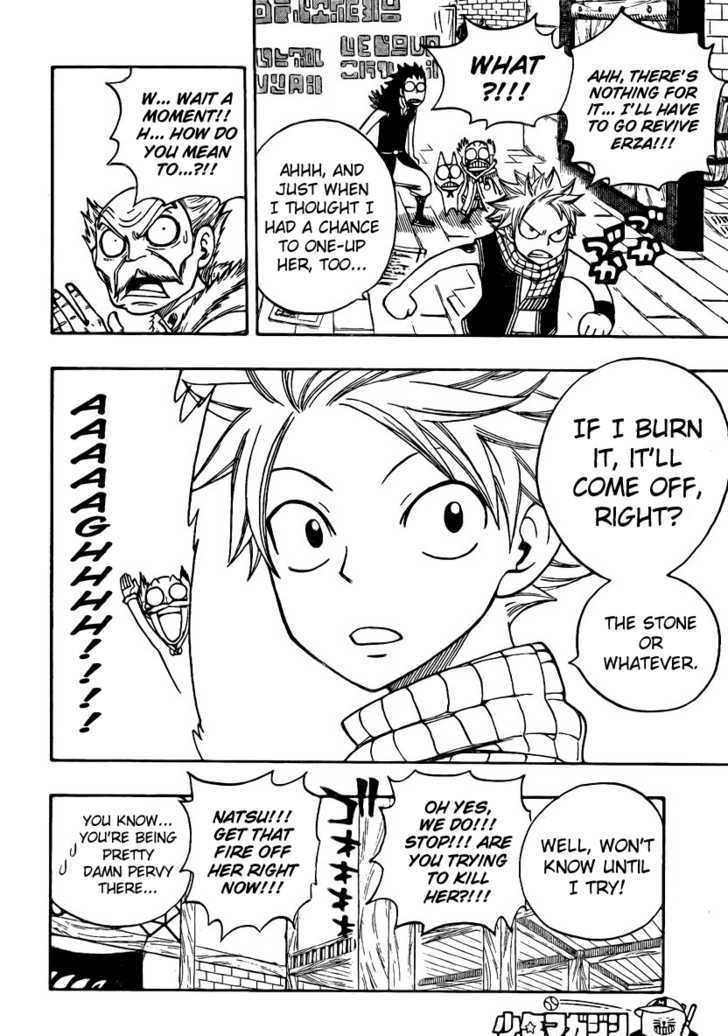 AHH, THERE'S
NOTHING FOR
IT... I'LL HAVE
TO GO REVIVE
ERZA!!!
WHAT
?!!!
AHHH, AND
JUST WHEN
I THOUGHT I
HAD A CHANCE
TO ONE-UP
HER, TOO...
W... WAIT A
MOMENT!!
H... HOW DO
YOU MEAN
TO...?!!
IF I BURN
IT, IT'LL
COME OFF,
RIGHT?
THE STONE
OR
WHATEVER.
AAAAAGHHHH!!!!
WELL, WON'T
KNOW UNTIL
I TRY!
OH YES,
WE DO!!!
STOP!!! ARE
YOU TRYING
TO KILL
HER?!!!
NATSU!!!
GET THAT
FIRE OFF
HER RIGHT
NOW!!!
YOU KNOW...
YOU'RE BEING
PRETTY
DAMN PERVY
THERE...